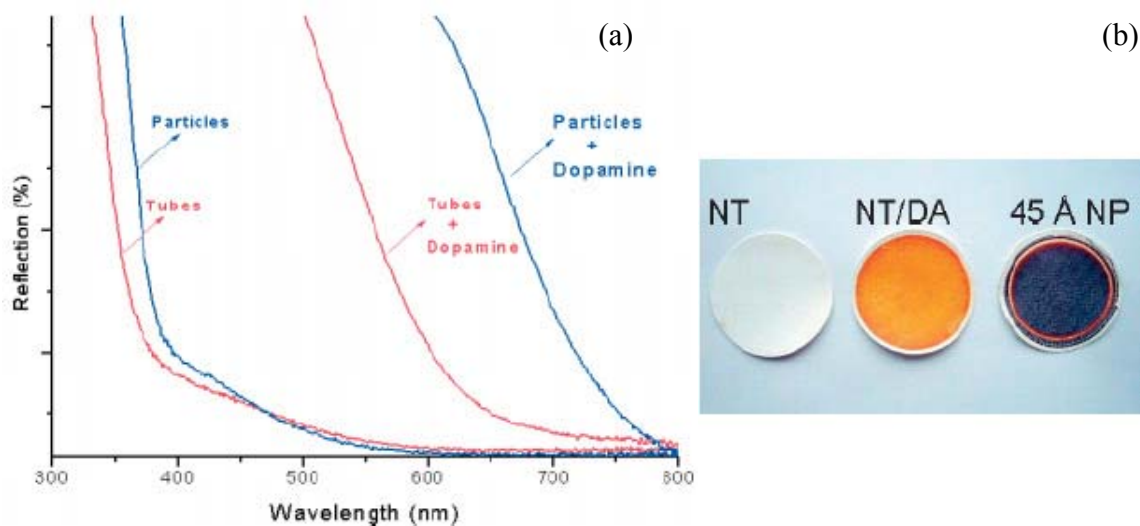 (a)
Particles
+
Dopamine
Particles
Tubes
Tubes
+
Dopamine
Reflection (%)
300 400 500 600 700 800
Wavelength (nm)
(b)
NT NT/DA 45 Å NP